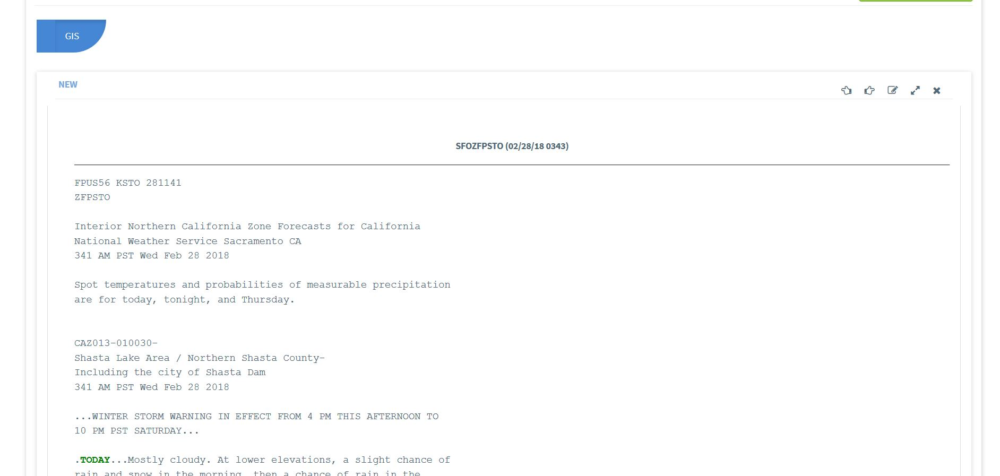 GIS
NEW
SFOZFPSTO (02/28/18 0343)
FPUS56 KSTO 281141
ZFPSTO
Interior Northern California Zone Forecasts for California
National Weather Service Sacramento CA
341 AM PST Wed Feb 28 2018
Spot temperatures and probabilities of measurable precipitation
are for today, tonight, and Thursday.
CAZ013-010030-
Shasta Lake Area / Northern Shasta County-
Including the city of Shasta Dam
341 AM PST Wed Feb 28 2018
...WINTER STORM WARNING IN EFFECT FROM 4 PM THIS AFTERNOON TO
10 PM PST SATURDAY...
.TODAY...Mostly cloudy. At lower elevations, a slight chance of
rain and snow in the morning, then a chance of rain in the